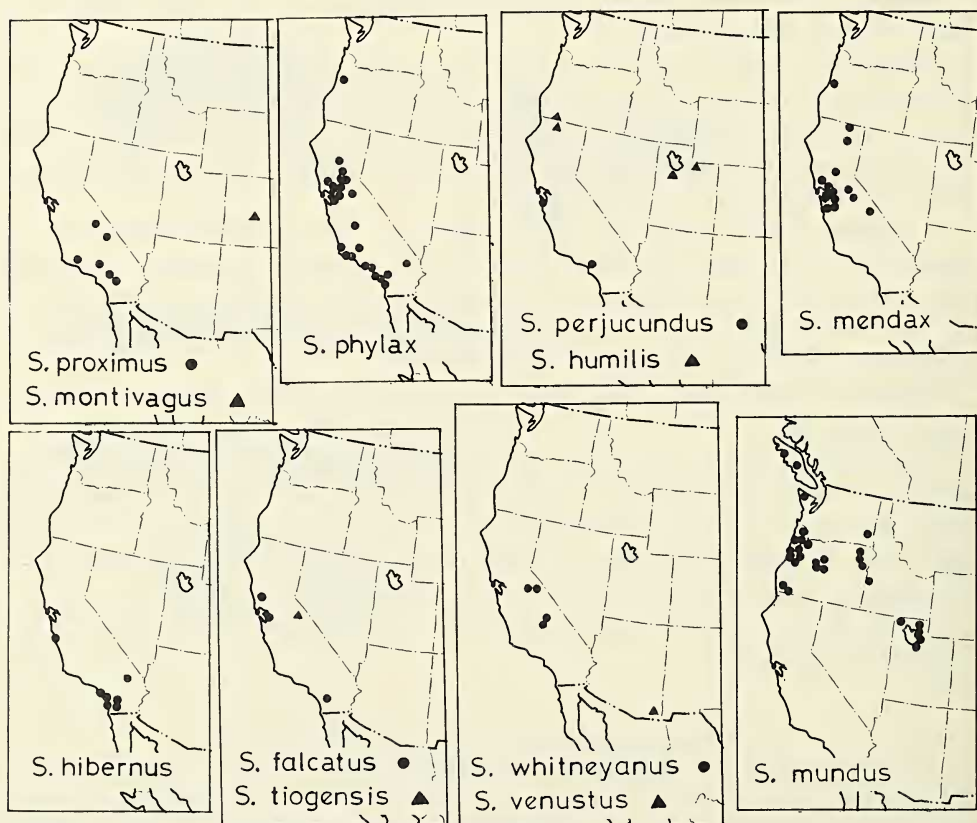 S. proximus ●
S. montivagus ▲
S. phylax
S. perjucundus ●
S. humilis ▲
S. mendax
S. hibernus
S. falcatus ●
S. tiogensis ▲
S. whitneyanus ●
S. venustus ▲
S. mundus